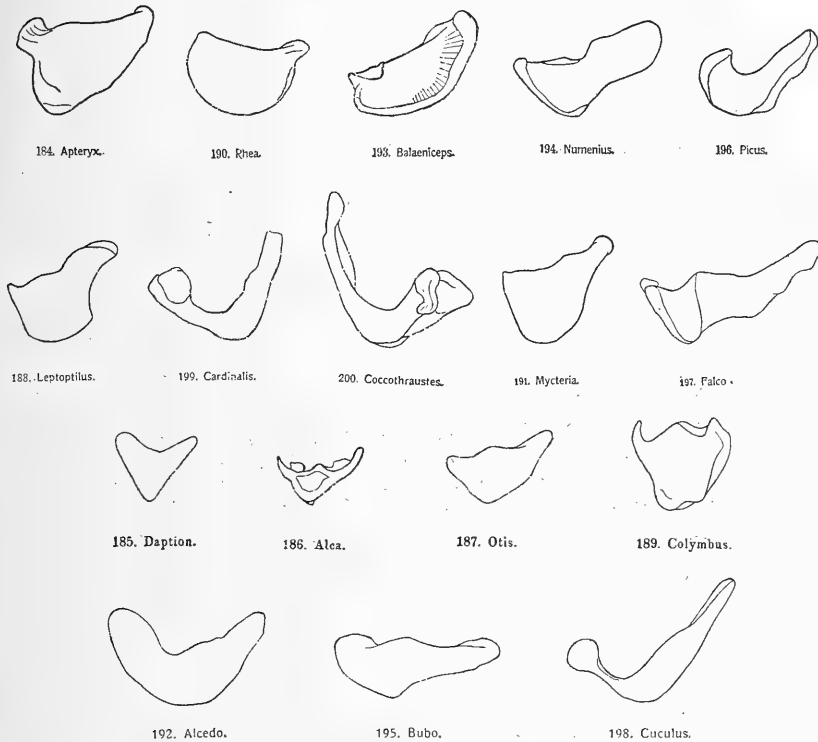 184. Apteryx.
190. Rhea.
193. Balaeniceps.
194. Numenius.
196. Picus.
188. Leptoptilus.
199. Cardinalis.
200. Coccothraustes.
191. Mycteria.
197. Falco.
185. Daption.
186. Alca.
187. Otis.
189. Colymbus.
192. Alcedo.
195. Bubo.
198. Cuculus.